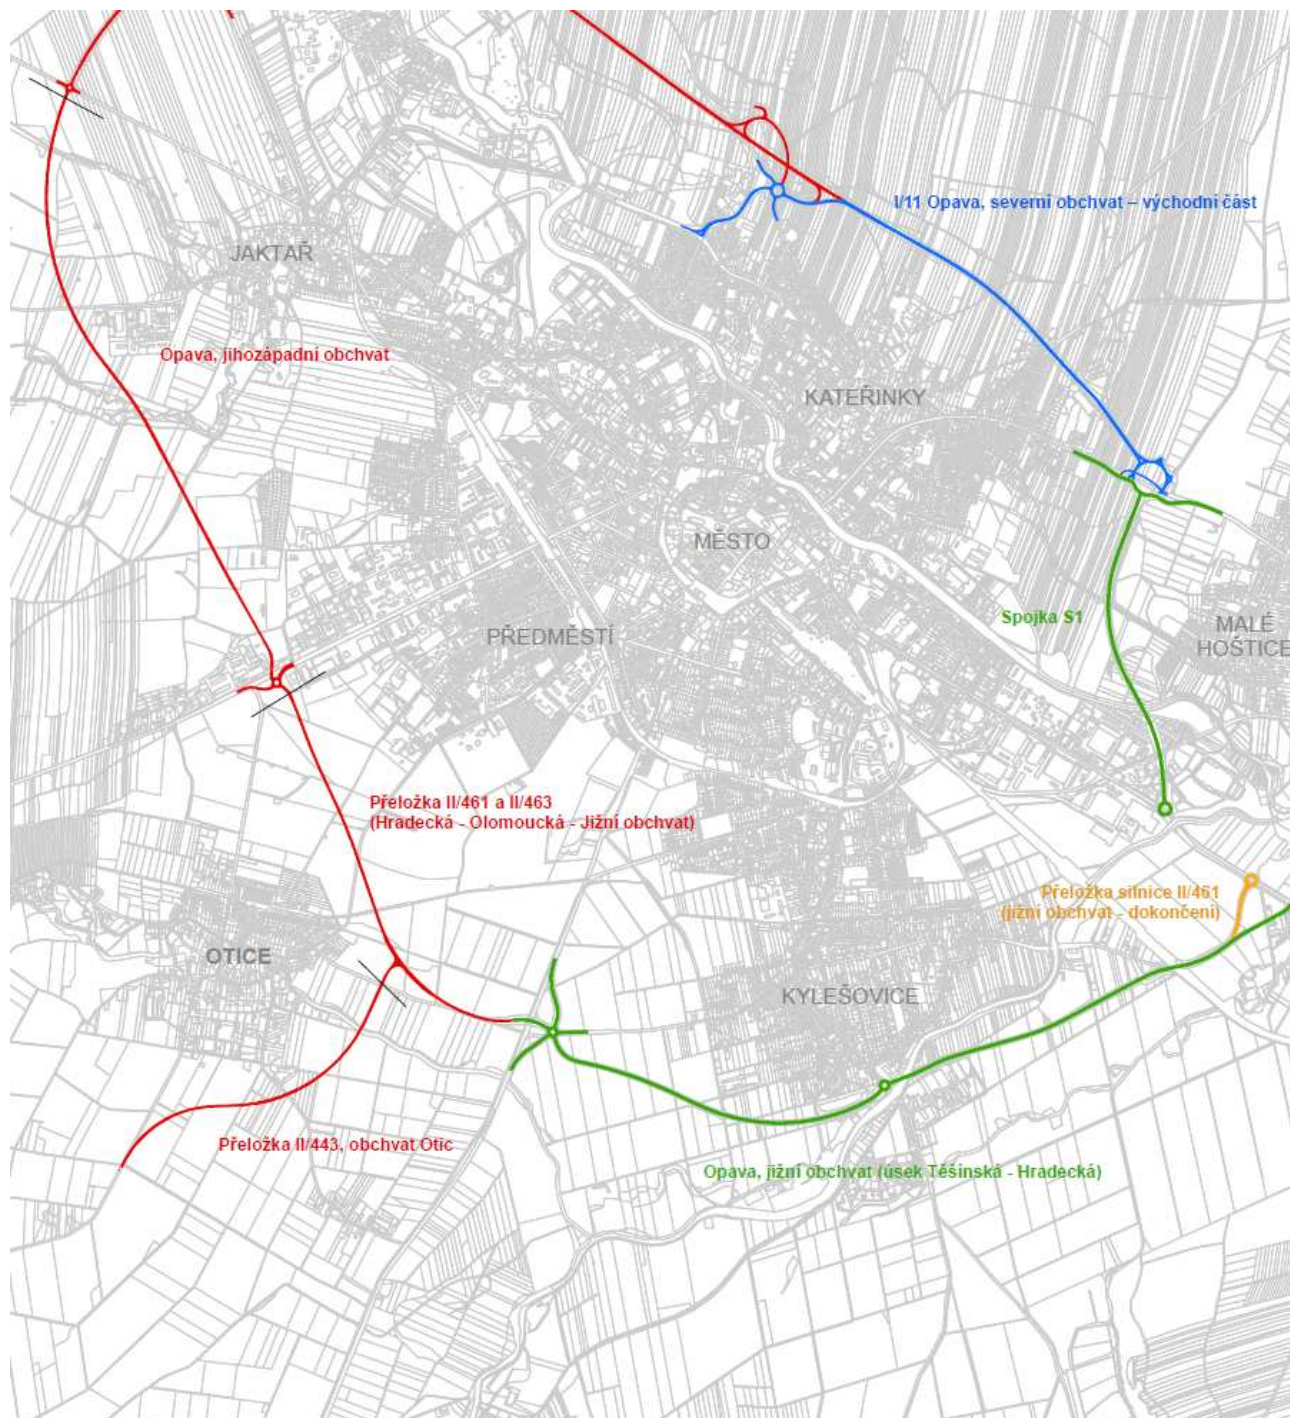 I/11 Opava, severní obchvat – východní část
JAKTAŘ
Opava, jihozápadní obchvat
KATEŘINKY
MĚSTO
Spojka S1
PŘEDMĚSTÍ
MALÉ
HOŠTICE
Přeložka II/461 a II/463
(Hradecká - Olomoucká - Jižní obchvat)
Přeložka silnice II/461
(jižní obchvat - dokončení)
OTICE
KYLEŠOVICE
Přeložka II/443, obchvat Otic
Opava, jižní obchvat (úsek Těšínská - Hradecká)